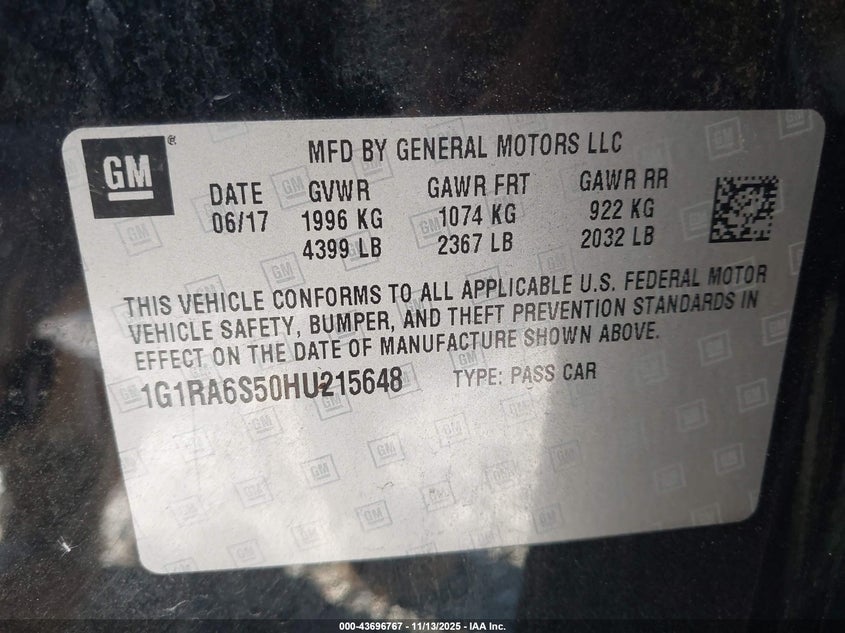 GM ® MFD BY GENERAL MOTORS LLC
DATE GVWR GAWR FRT GAWR RR
06/17 1996 KG 1074 KG 922 KG
4399 LB 2367 LB 2032 LB
THIS VEHICLE CONFORMS TO ALL APPLICABLE U.S. FEDERAL MOTOR
VEHICLE SAFETY, BUMPER, AND THEFT PREVENTION STANDARDS IN
EFFECT ON THE DATE OF MANUFACTURE SHOWN ABOVE.
1G1RA6S50HU215648 TYPE: PASS CAR
000-43696767 - 11/13/2025 - IAA Inc.